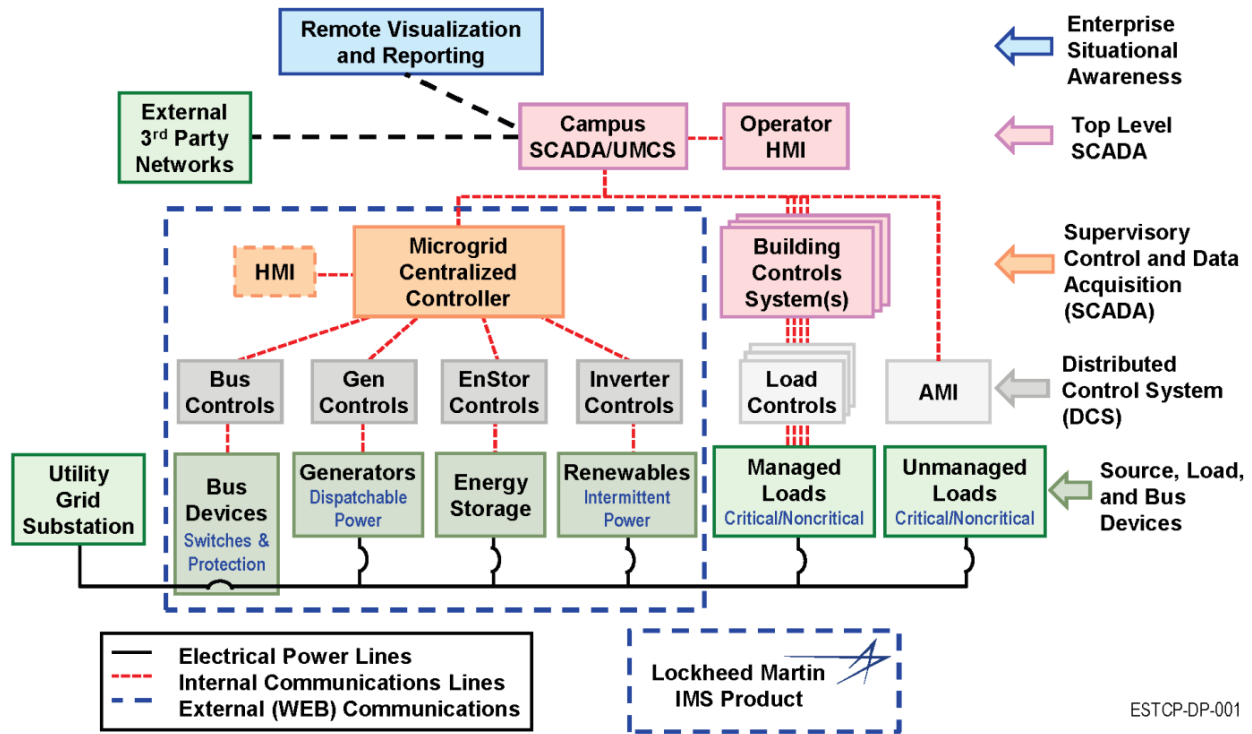 Remote Visualization
and Reporting
Enterprise
Situational
Awareness
External
3rd Party
Networks
Campus
SCADA/UMCS
Operator
HMI
Top Level
SCADA
HMI
Microgrid
Centralized
Controller
Building
Controls
System(s)
Supervisory
Control and Data
Acquisition
(SCADA)
Bus
Controls
Gen
Controls
EnStor
Controls
Inverter
Controls
Load
Controls
AMI
Distributed
Control System
(DCS)
Utility
Grid
Substation
Bus
Devices
Switches &
Protection
Generators
Dispatchable
Power
Energy
Storage
Renewables
Intermittent
Power
Managed
Loads
Critical/Noncritical
Unmanaged
Loads
Critical/Noncritical
Source, Load,
and Bus
Devices
Electrical Power Lines
Internal Communications Lines
External (WEB) Communications
Lockheed Martin
IMS Product
ESTCP-DP-001